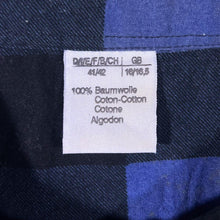 D/A/E/F/B/CH GB
41/42 16/16,5
100% Baumwolle
Coton-Cotton
Cotone
Algodon